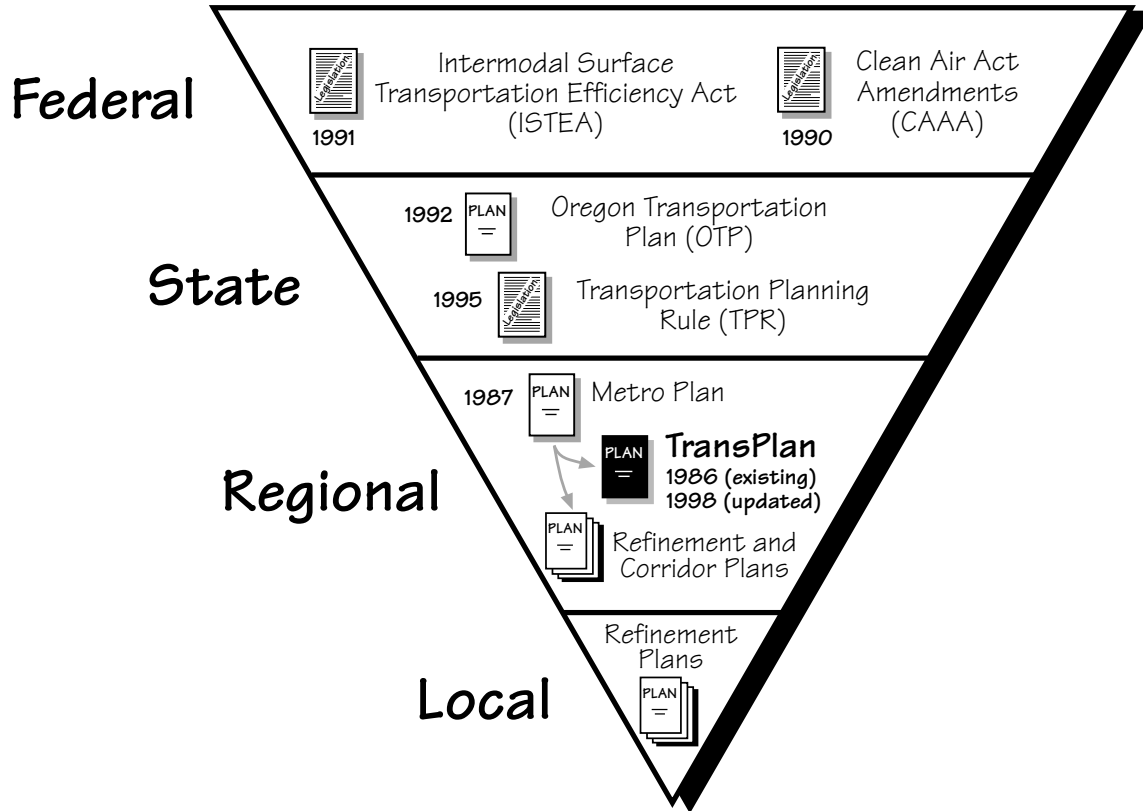 Federal
Legislation
1991
Intermodal Surface
Transportation Efficiency Act
(ISTEA)
Legislation
1990
Clean Air Act
Amendments
(CAAA)
State
1992
PLAN
Oregon Transportation
Plan (OTP)
1995
Legislation
Transportation Planning
Rule (TPR)
Regional
1987
PLAN
Metro Plan
PLAN
TransPlan
1986 (existing)
1998 (updated)
PLAN
Refinement and
Corridor Plans
Local
Refinement
Plans
PLAN